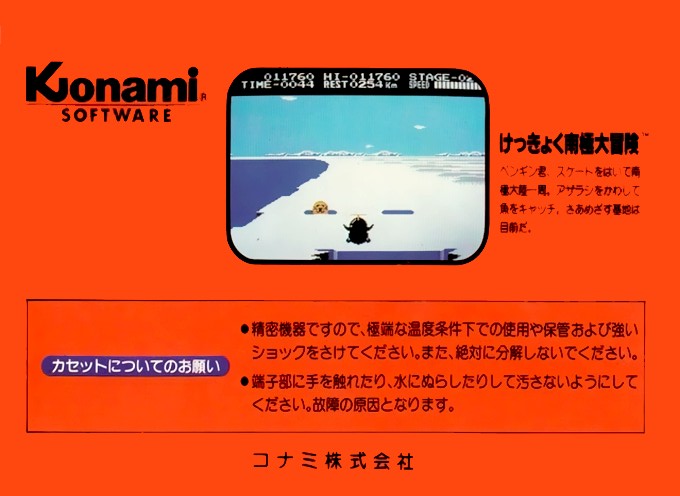 Konami R
SOFTWARE
011760 HI-011760 STAGE-02
TIME-0044 REST0254Km SPEED
けっきょく南極大冒険™
ペンギン君、スケートをはいて南
極大陸一周。アザラシをかわして
魚をキャッチ。さあめざす基地は
目前だ。
カセットについてのお願い
●精密機器ですので、極端な温度条件下での使用や保管および強い
ショックをさけてください。また、絶対に分解しないでください。
●端子部に手を触れたり、水にぬらしたりして汚さないようにして
ください。故障の原因となります。
コナミ株式会社